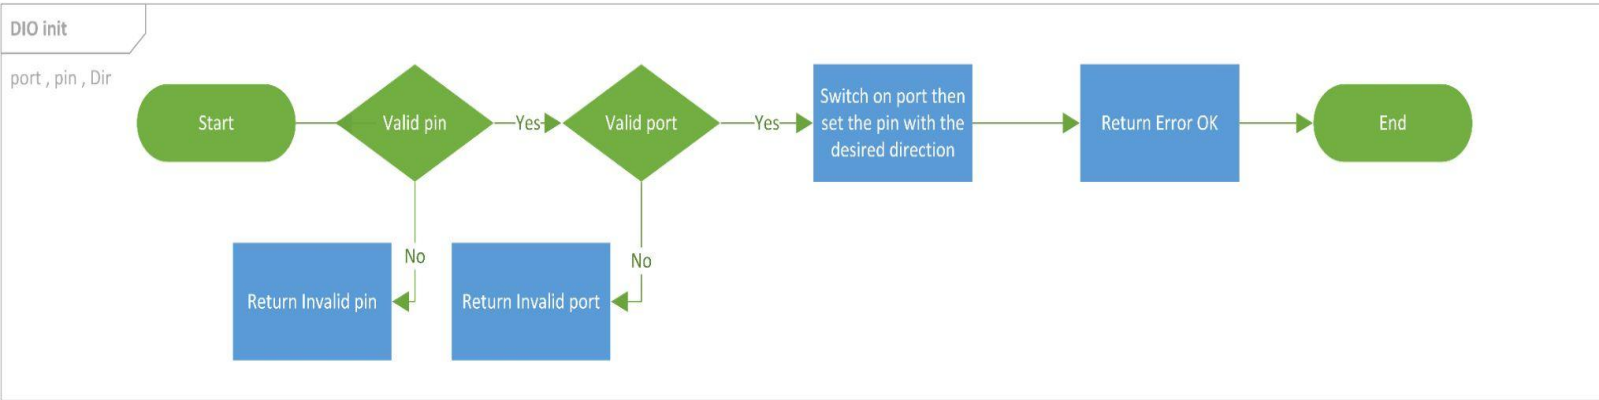 DIO init
port , pin , Dir
Start
Valid pin
Yes
Valid port
Yes
Switch on port then
set the pin with the
desired direction
Return Error OK
End
No
Return Invalid pin
No
Return Invalid port